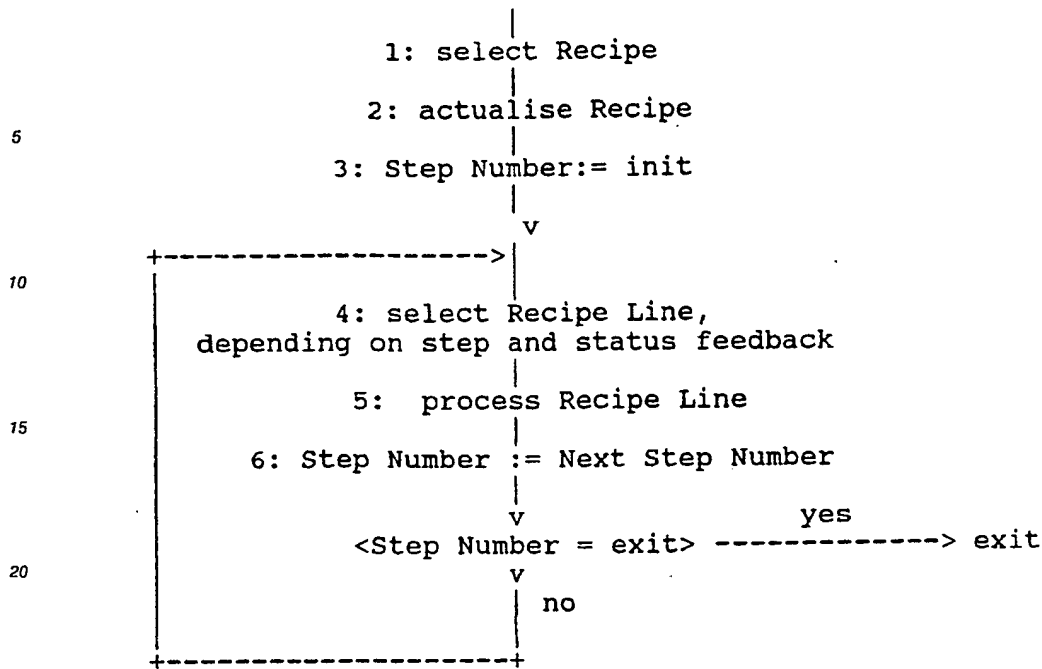 1: select Recipe
2: actualise Recipe
5
3: Step Number:= init
v
+------------------->
10
4: select Recipe Line,
depending on step and status feedback
5: process Recipe Line
15
6: Step Number := Next Step Number
v
yes
<Step Number = exit> -------------> exit
20
v
no
+--------------------+